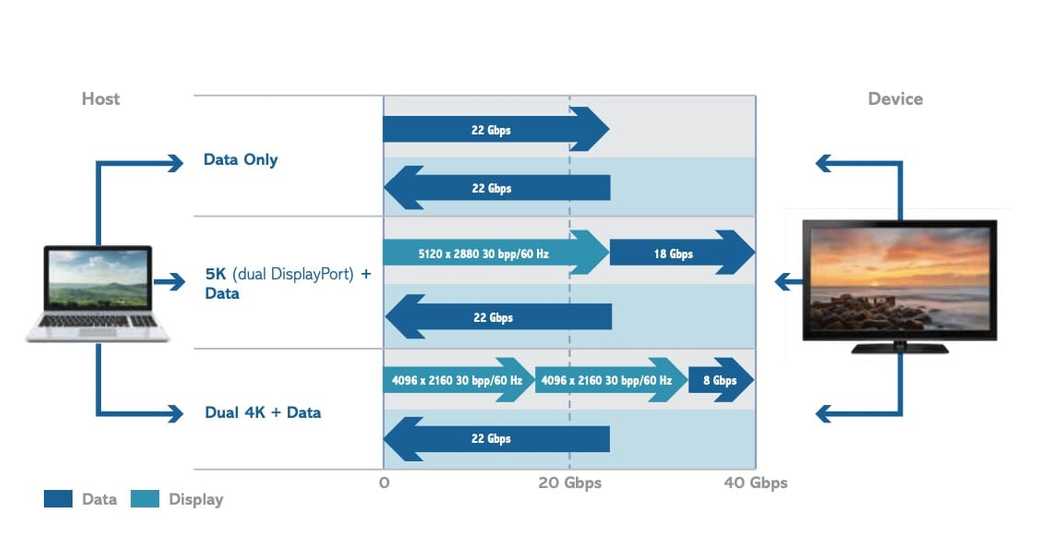 Host
Device
Data Only
22 Gbps
22 Gbps
5K (dual DisplayPort) +
Data
5120 x 2880 30 bpp/60 Hz
18 Gbps
22 Gbps
Dual 4K + Data
4096 x 2160 30 bpp/60 Hz
4096 x 2160 30 bpp/60 Hz
8 Gbps
22 Gbps
0
20 Gbps
40 Gbps
Data
Display